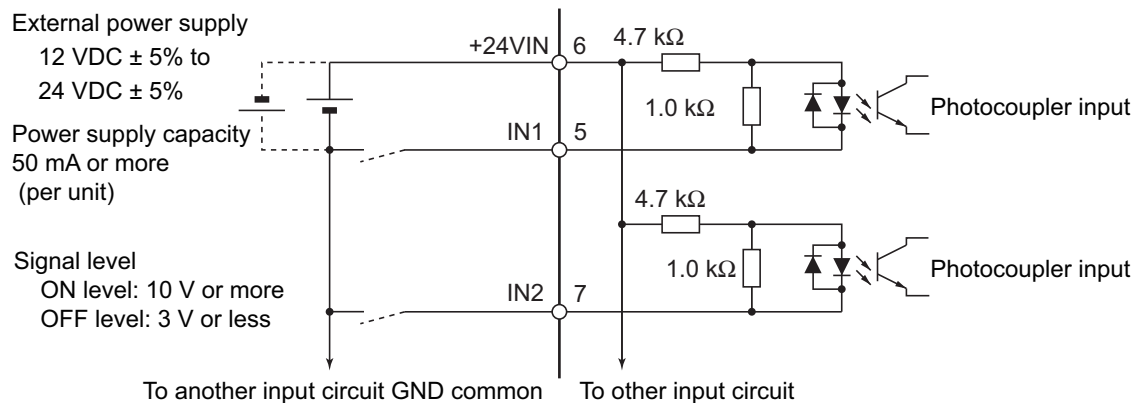 External power supply
12 VDC ± 5% to
24 VDC ± 5%
Power supply capacity
50 mA or more
(per unit)
Signal level
ON level: 10 V or more
OFF level: 3 V or less
+24VIN
6
4.7 kΩ
1.0 kΩ
Photocoupler input
IN1
5
4.7 kΩ
1.0 kΩ
Photocoupler input
IN2
7
To another input circuit GND common
To other input circuit